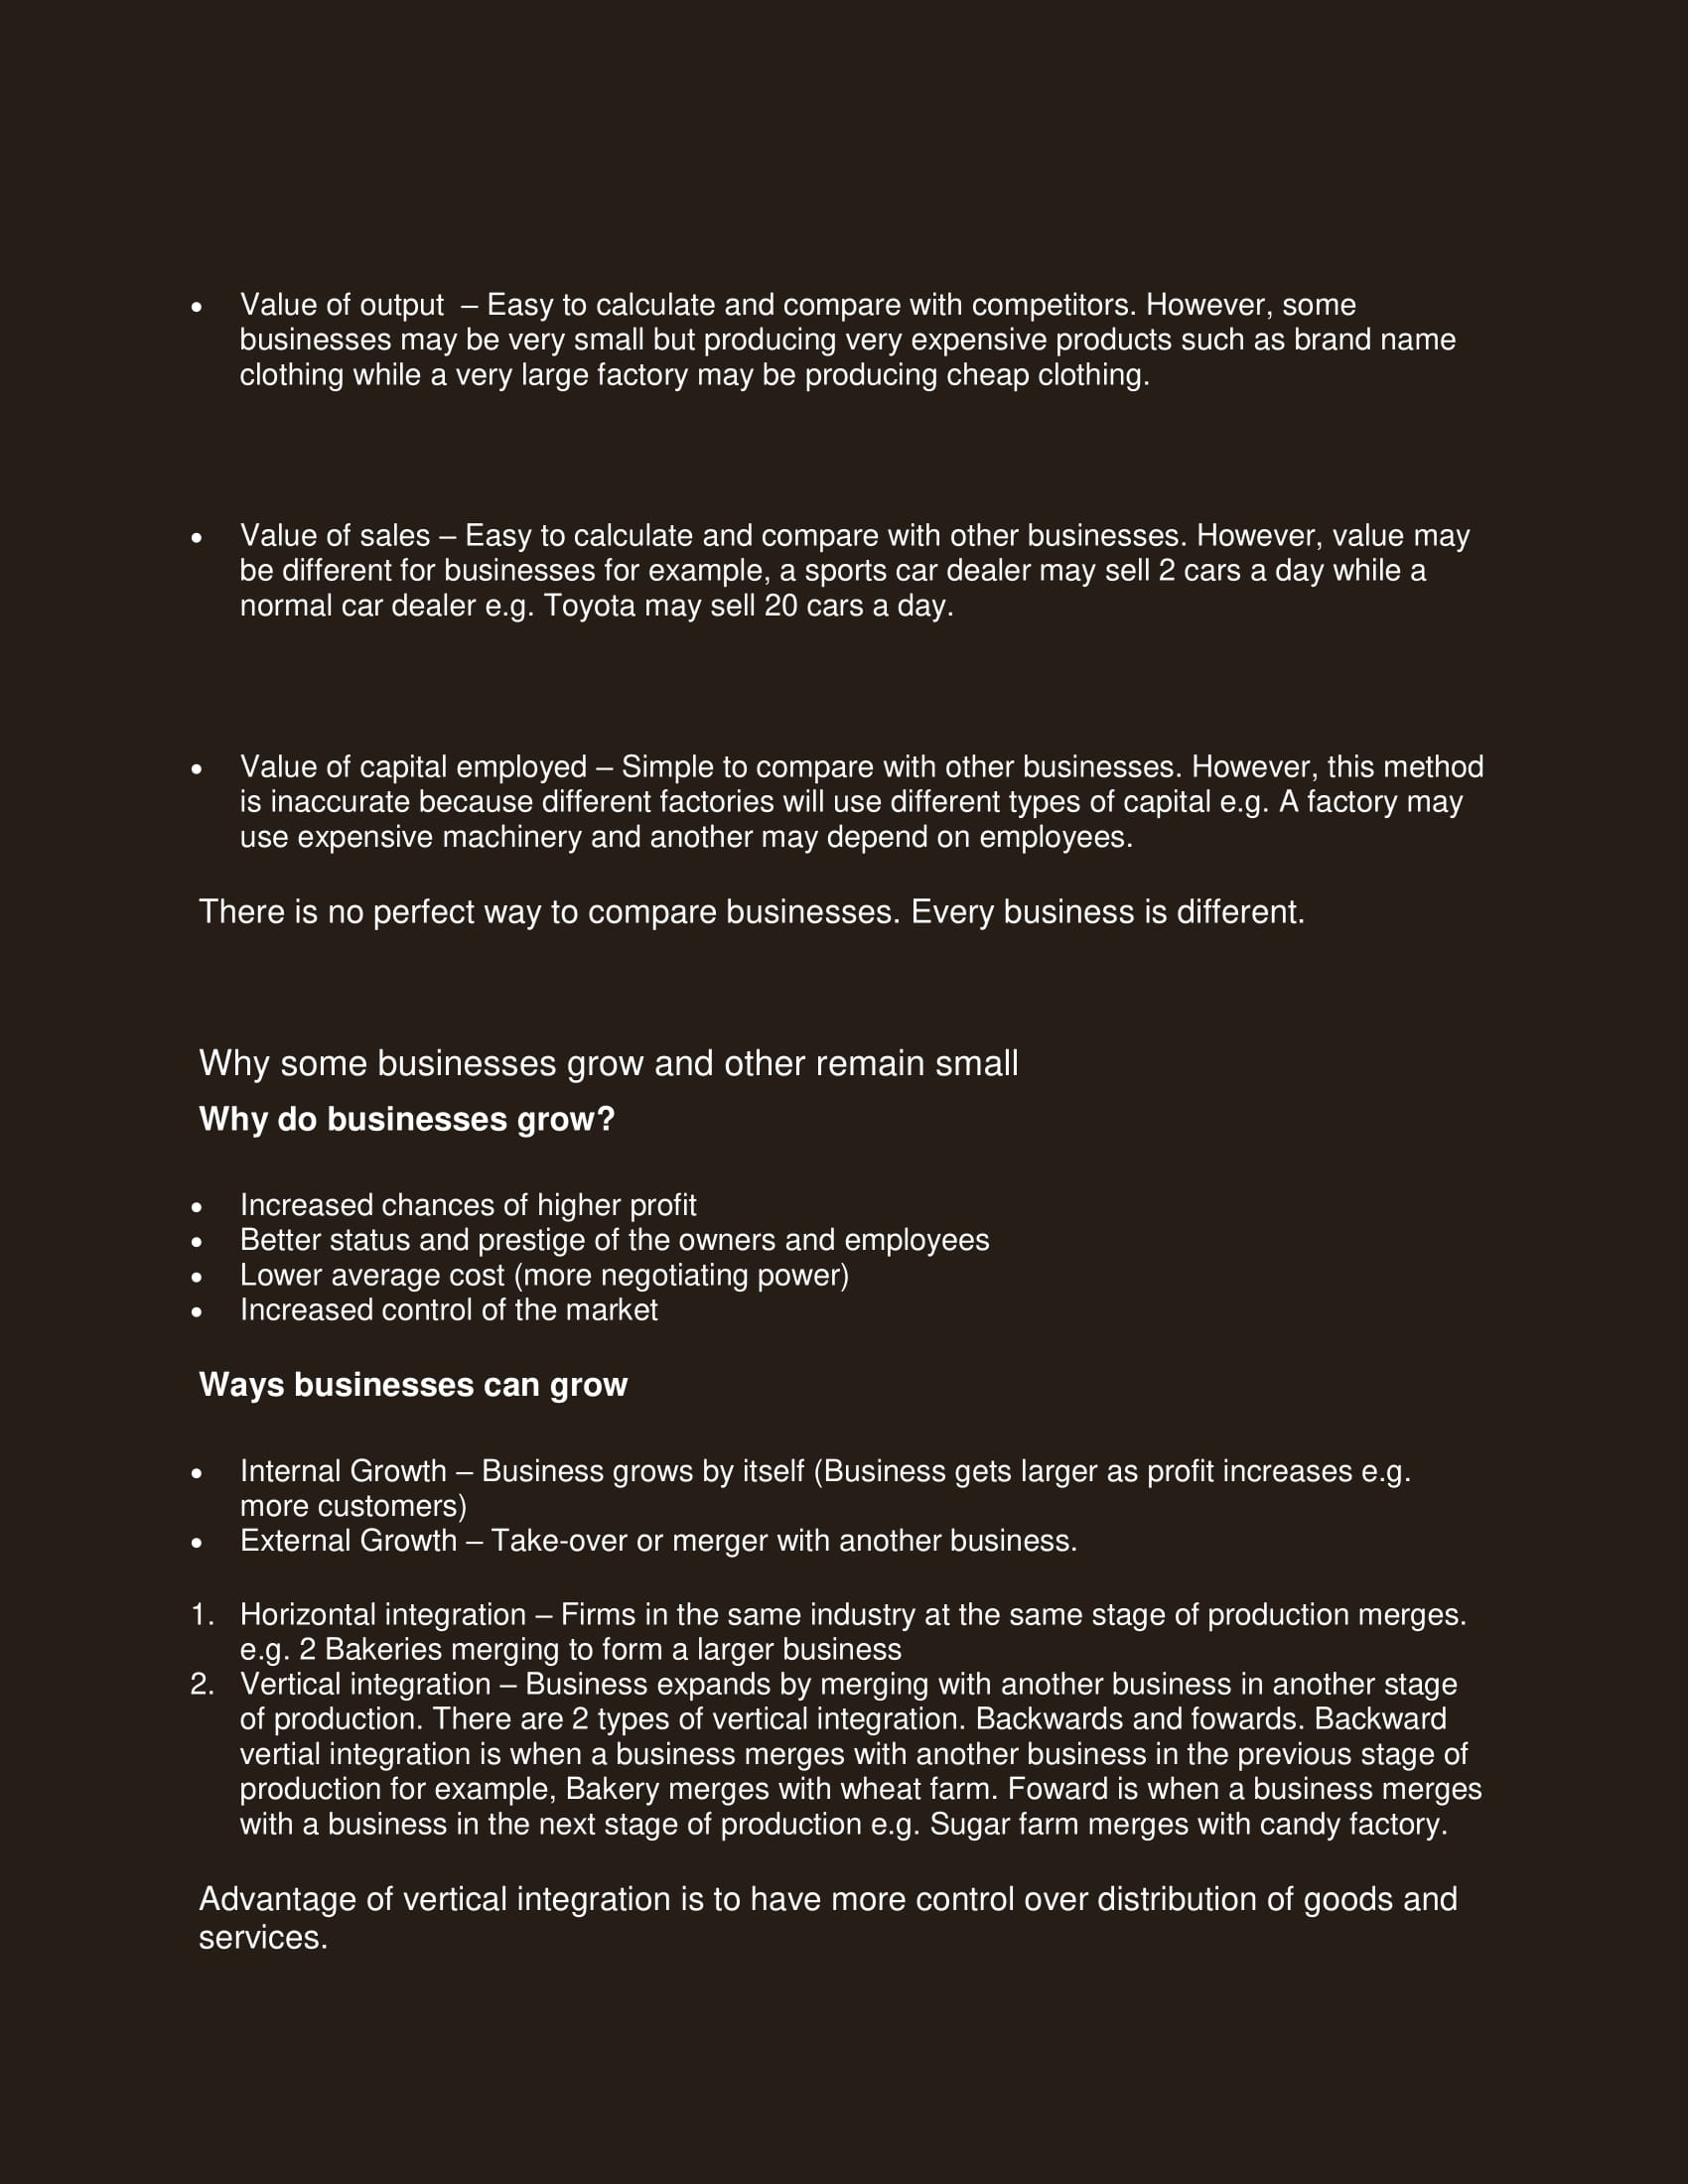 • Value of output  – Easy to calculate and compare with competitors. However, some
businesses may be very small but producing very expensive products such as brand name
clothing while a very large factory may be producing cheap clothing.
• Value of sales – Easy to calculate and compare with other businesses. However, value may
be different for businesses for example, a sports car dealer may sell 2 cars a day while a
normal car dealer e.g. Toyota may sell 20 cars a day.
• Value of capital employed – Simple to compare with other businesses. However, this method
is inaccurate because different factories will use different types of capital e.g. A factory may
use expensive machinery and another may depend on employees.
There is no perfect way to compare businesses. Every business is different.
Why some businesses grow and other remain small
Why do businesses grow?
• Increased chances of higher profit
• Better status and prestige of the owners and employees
• Lower average cost (more negotiating power)
• Increased control of the market
Ways businesses can grow
• Internal Growth – Business grows by itself (Business gets larger as profit increases e.g.
more customers)
• External Growth – Take-over or merger with another business.
1. Horizontal integration – Firms in the same industry at the same stage of production merges.
e.g. 2 Bakeries merging to form a larger business
2. Vertical integration – Business expands by merging with another business in another stage
of production. There are 2 types of vertical integration. Backwards and fowards. Backward
vertial integration is when a business merges with another business in the previous stage of
production for example, Bakery merges with wheat farm. Foward is when a business merges
with a business in the next stage of production e.g. Sugar farm merges with candy factory.
Advantage of vertical integration is to have more control over distribution of goods and
services.